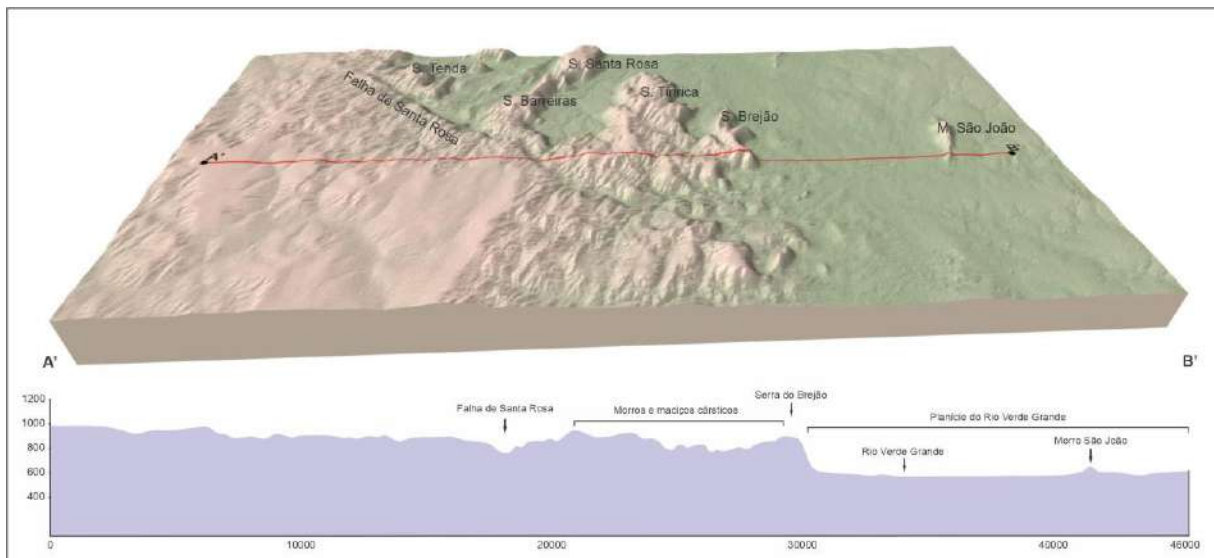 S. Tenda
S. Santa Rosa
Falha de Santa Rosa
S. Barreiras
S. Tiririca
S. Brejão
M. São João
A'
A'
B'
Serra do Brejão
Falha de Santa Rosa
Morros e maciços cársticos
Planície do Rio Verde Grande
Rio Verde Grande
Morro São João
1200
1000
800
600
400
0
10000
20000
30000
40000
46000